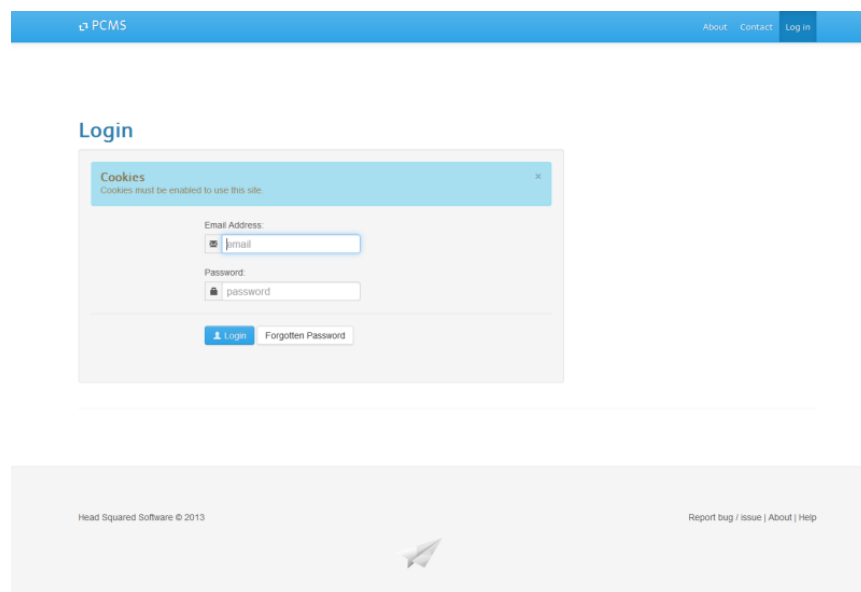 PCMS
About Contact Log in
Login
Cookies
×
Cookies must be enabled to use this site.
Email Address:
email
Password:
password
Login Forgotten Password
Head Squared Software © 2013
Report bug / issue | About | Help